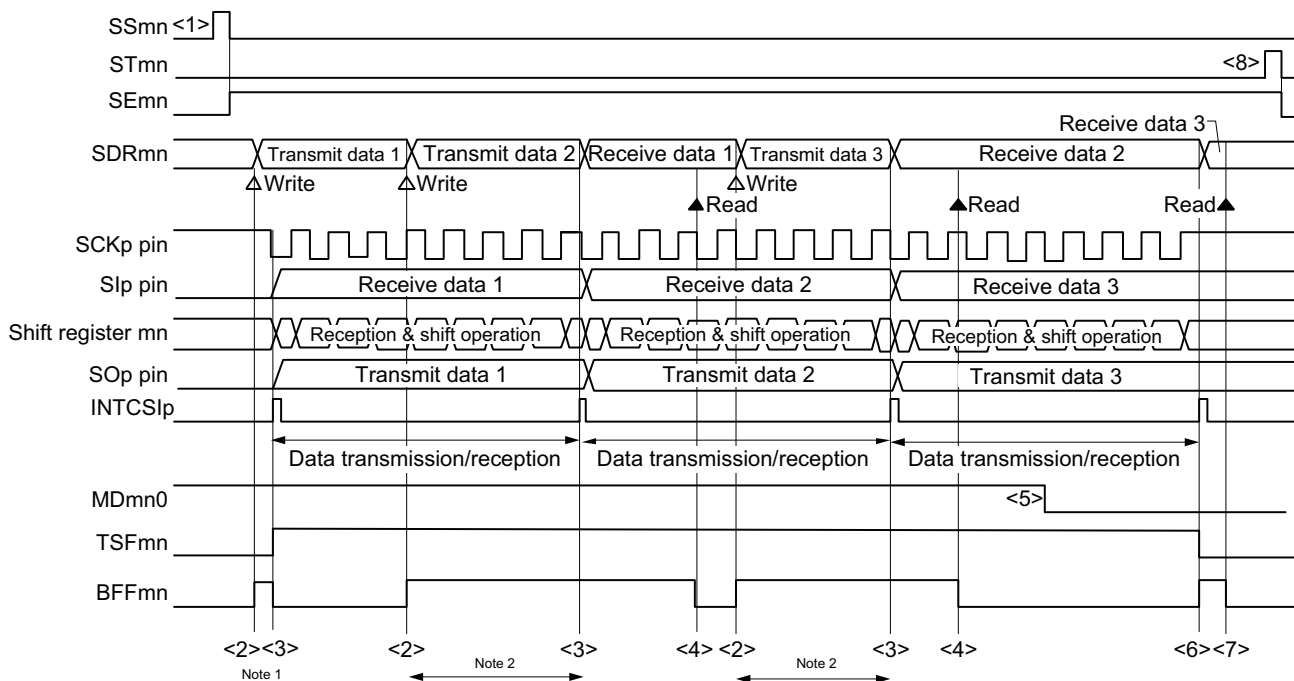 SSmn <1>
STmn <8>
SEmn
Receive data 3
SDRmn Transmit data 1 Transmit data 2 Receive data 1 Transmit data 3 Receive data 2
Write Write Write
Read Read Read
SCKp pin
SIp pin Receive data 1 Receive data 2 Receive data 3
Shift register mn Reception & shift operation Reception & shift operation Reception & shift operation
SOp pin Transmit data 1 Transmit data 2 Transmit data 3
INTCSIp
Data transmission/reception Data transmission/reception Data transmission/reception
MDmn0 <5>
TSFmn
BFFmn
<2> <3> <2> <3> <4> <2> <3> <4> <6> <7>
Note 1 Note 2 Note 2